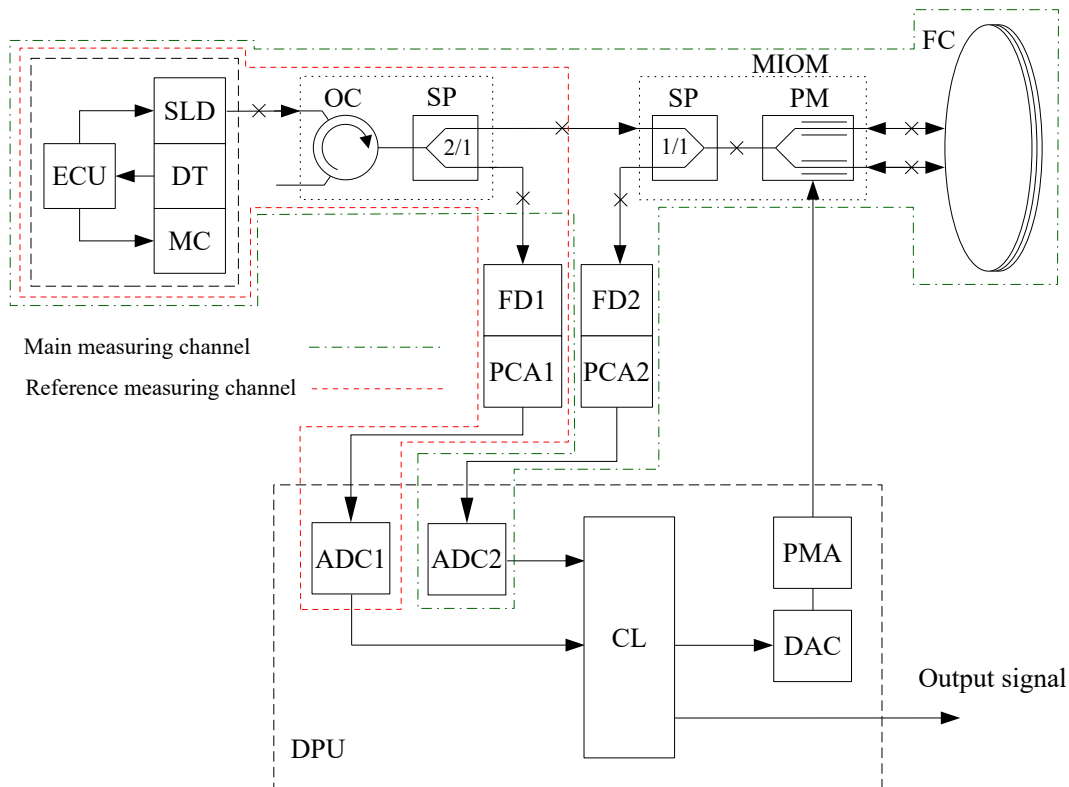 FC
MIOM
OC
SP
SP
PM
SLD
2/1
1/1
ECU
DT
MC
FD1
FD2
Main measuring channel
PCA1
PCA2
Reference measuring channel
ADC1
ADC2
PMA
CL
DAC
Output signal
DPU